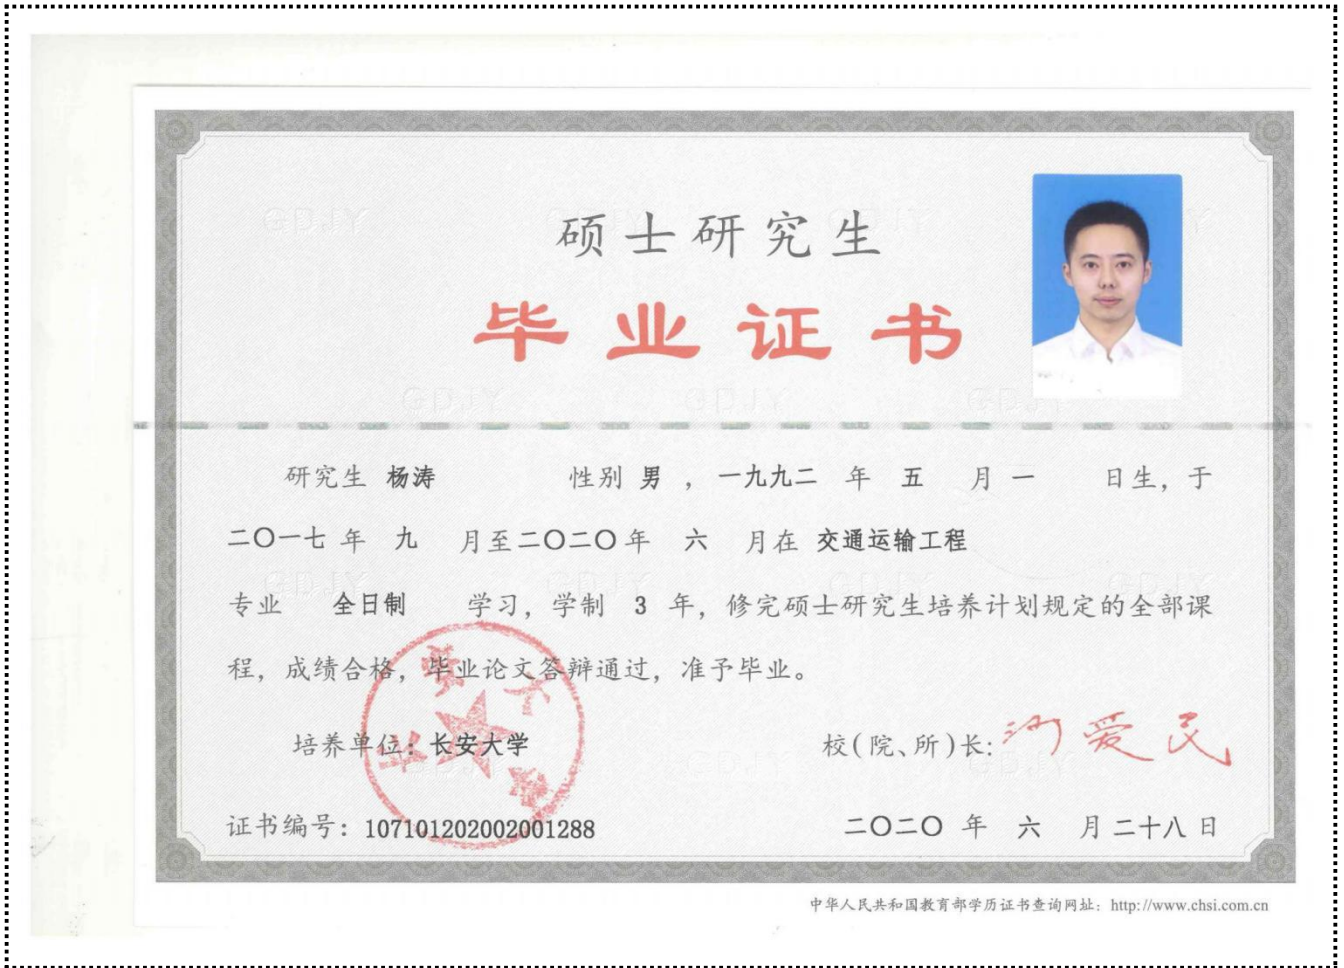 硕士研究生
毕业证书
研究生 杨涛 性别 男 , 一九九二 年 五 月 一 日生, 于
二〇一七 年 九 月至二〇二〇 年 六 月在 交通运输工程
专业 全日制 学习, 学制 3 年, 修完硕士研究生培养计划规定的全部课
程, 成绩合格, 毕业论文答辩通过, 准予毕业。
培养单位: 长安大学
校(院、所)长: 沙爱民
证书编号: 107101202002001288
二〇二〇 年 六 月 二十八 日
中华人民共和国教育部学历证书查询网址: http://www.chsi.com.cn